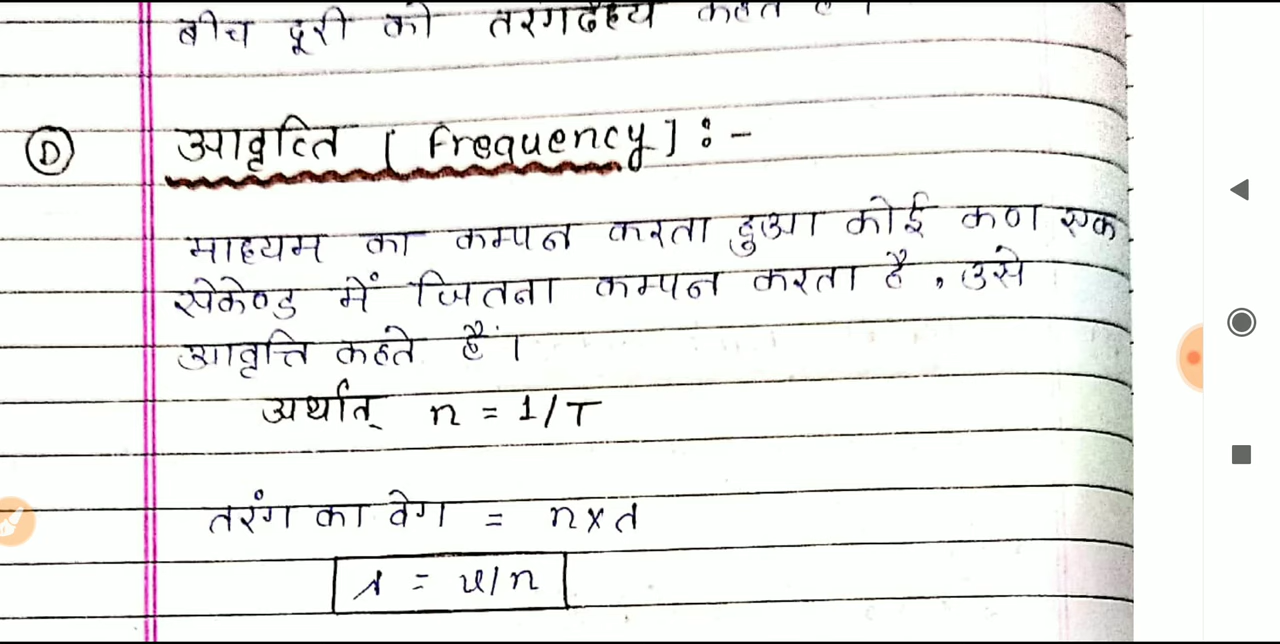 बीच दूरी को तरंगदैध्य कहते है।
D आवृत्ति [ Frequency ] : -
माध्यम का कम्पन करता हुआ कोई कण एक
सेकेण्ड में जितना कम्पन करता है , उसे
आवृत्ति कहते हैं।
अर्थात् n = 1/T
तरंग का वेग = n x λ
λ = u/n